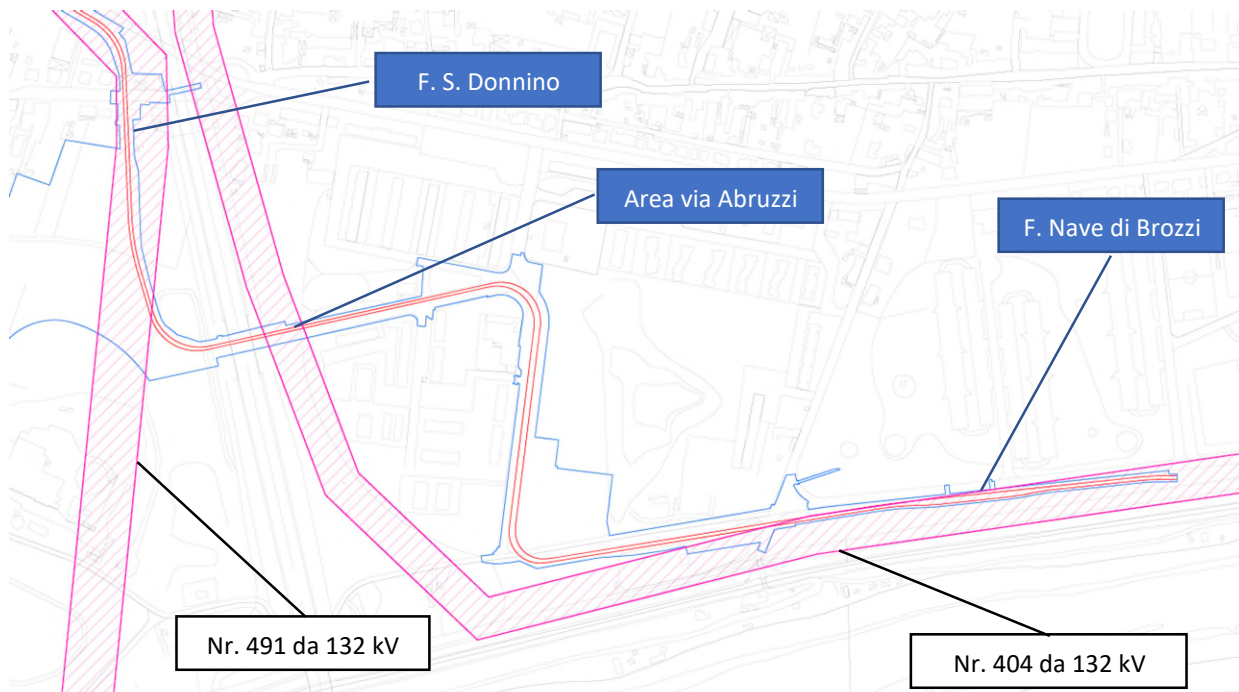 F. S. Donnino
Area via Abruzzi
F. Nave di Brozzi
Nr. 491 da 132 kV
Nr. 404 da 132 kV